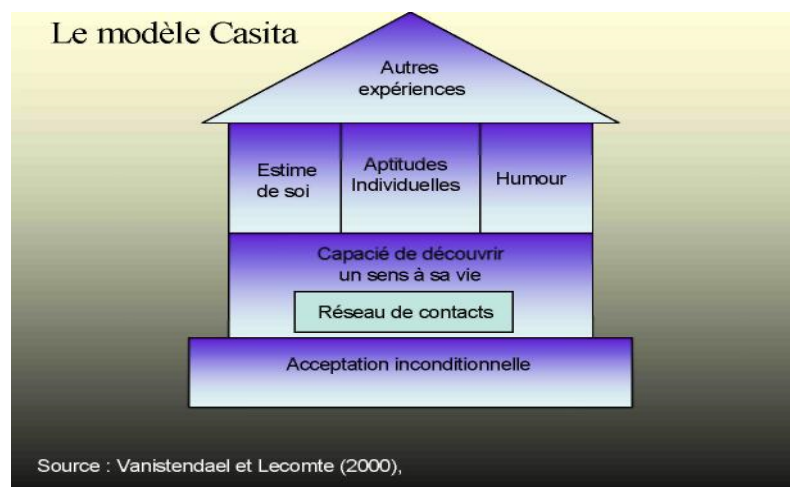 Le modèle Casita
Autres
expériences
Estime
de soi
Aptitudes
Individuelles
Humour
Capacié de découvrir
un sens à sa vie
Réseau de contacts
Acceptation inconditionnelle
Source : Vanistendael et Lecomte (2000),